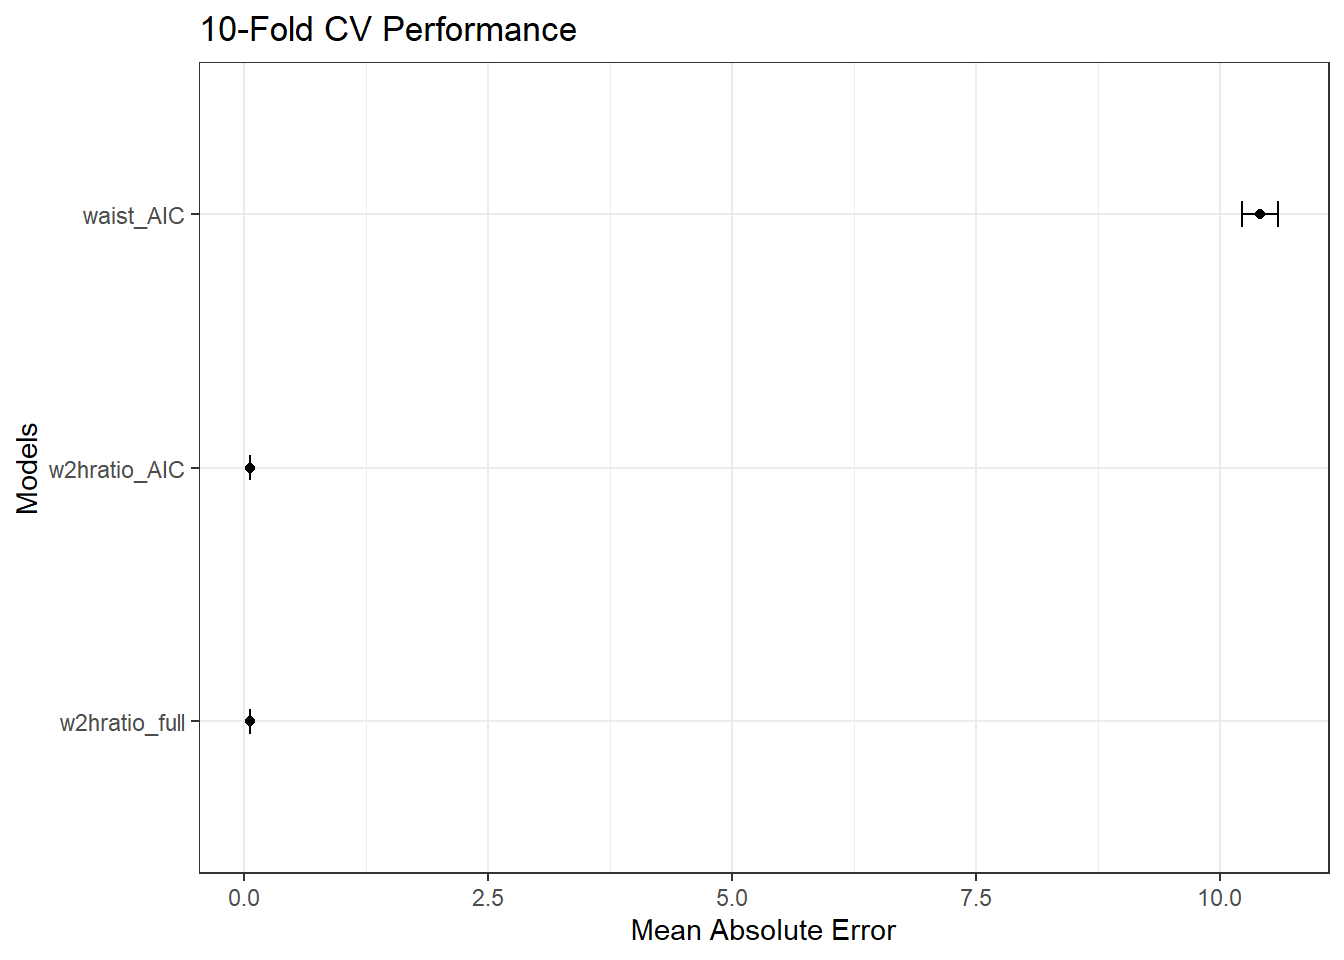 10-Fold CV Performance
waist_AIC
w2hratio_AIC
w2hratio_full
Models
0.0 2.5 5.0 7.5 10.0
Mean Absolute Error